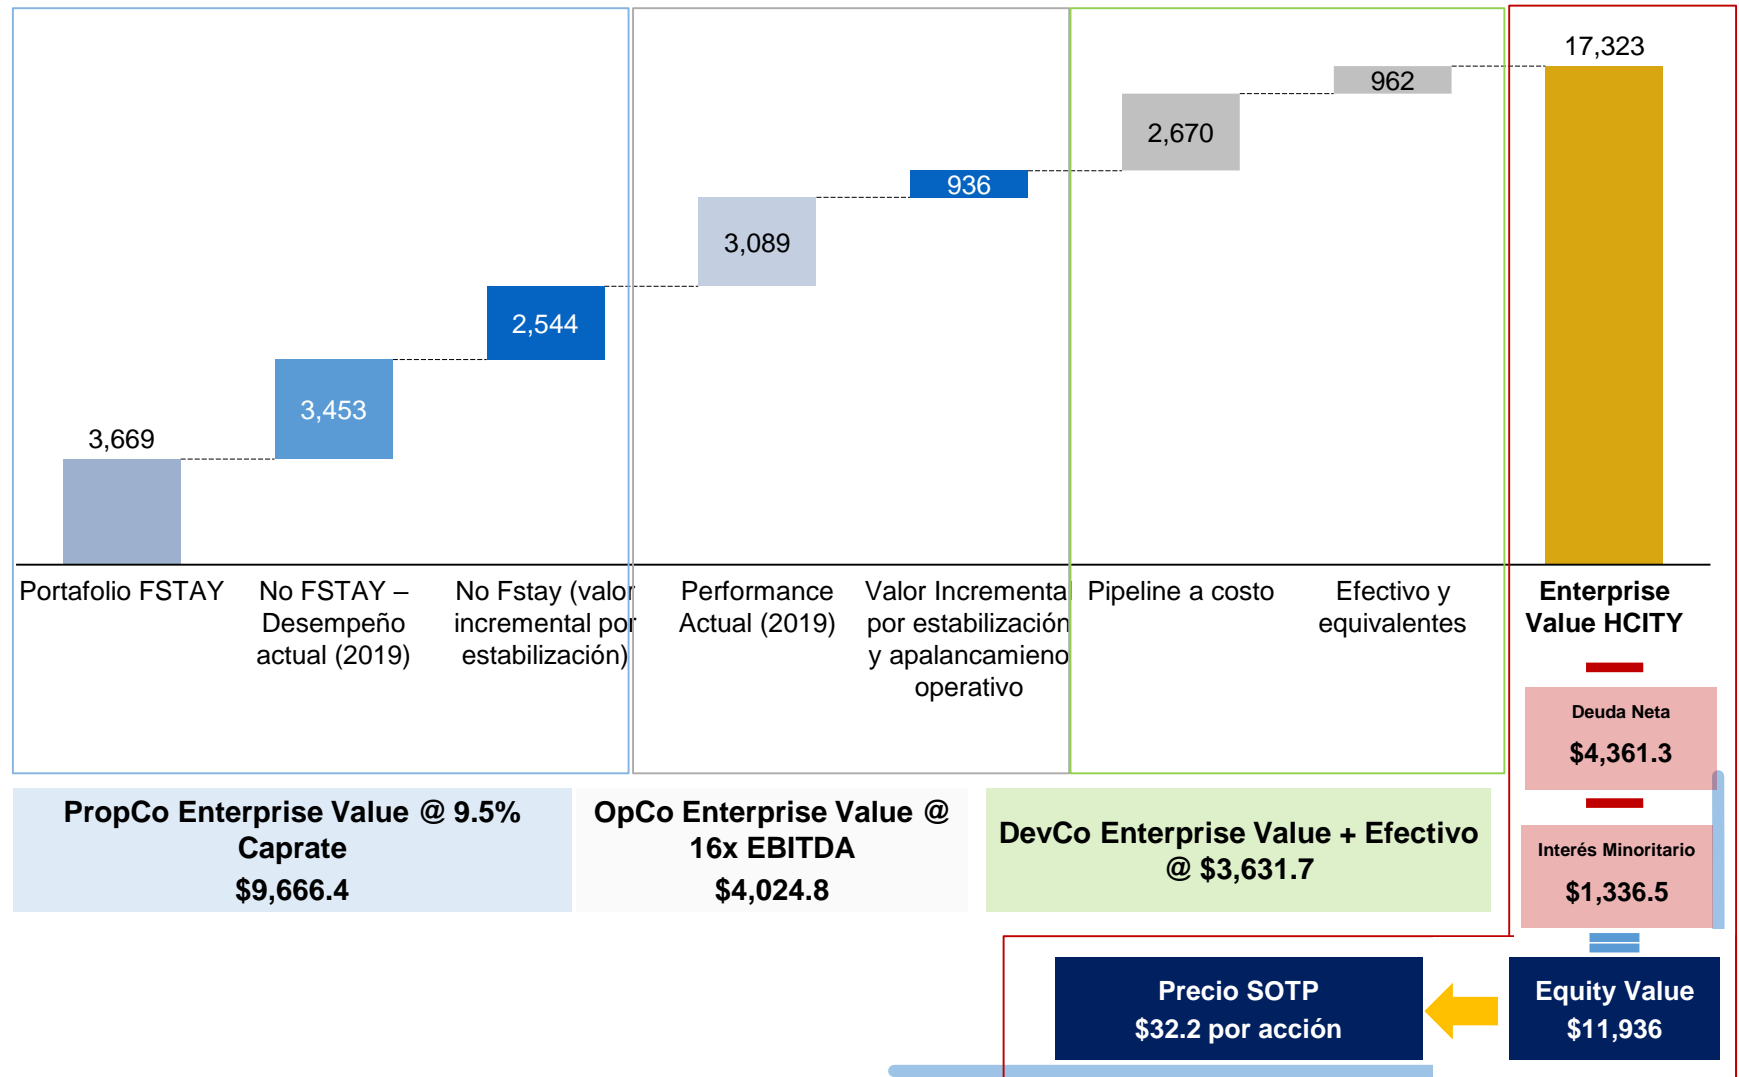 17,323
962
2,670
936
3,089
2,544
3,453
3,669
Portafolio FSTAY
No FSTAY –
Desempeño
actual (2019)
No Fstay (valor
incremental por
estabilización)
Performance
Actual (2019)
Valor Incremental
por estabilización
y apalancamieno
operativo
Pipeline a costo
Efectivo y
equivalentes
Enterprise
Value HCITY
Deuda Neta
$4,361.3
Interés Minoritario
$1,336.5
PropCo Enterprise Value @ 9.5%
Caprate
$9,666.4
OpCo Enterprise Value @
16x EBITDA
$4,024.8
DevCo Enterprise Value + Efectivo
@ $3,631.7
Precio SOTP
$32.2 por acción
Equity Value
$11,936